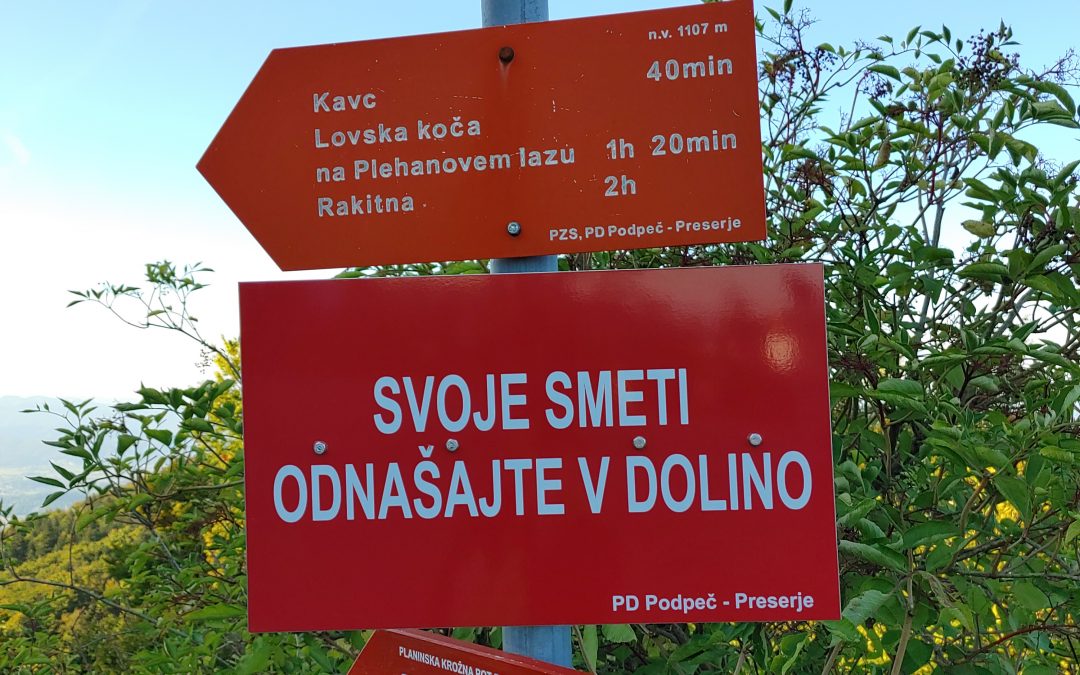 n.v. 1107 m
Kavc 40min
Lovska koča
na Plehanovem lazu 1h 20min
Rakitna 2h
PZS, PD Podpeč - Preserje
SVOJE SMETI
ODNAŠAJTE V DOLINO
PD Podpeč - Preserje
PLANINSKA KROŽNA POT